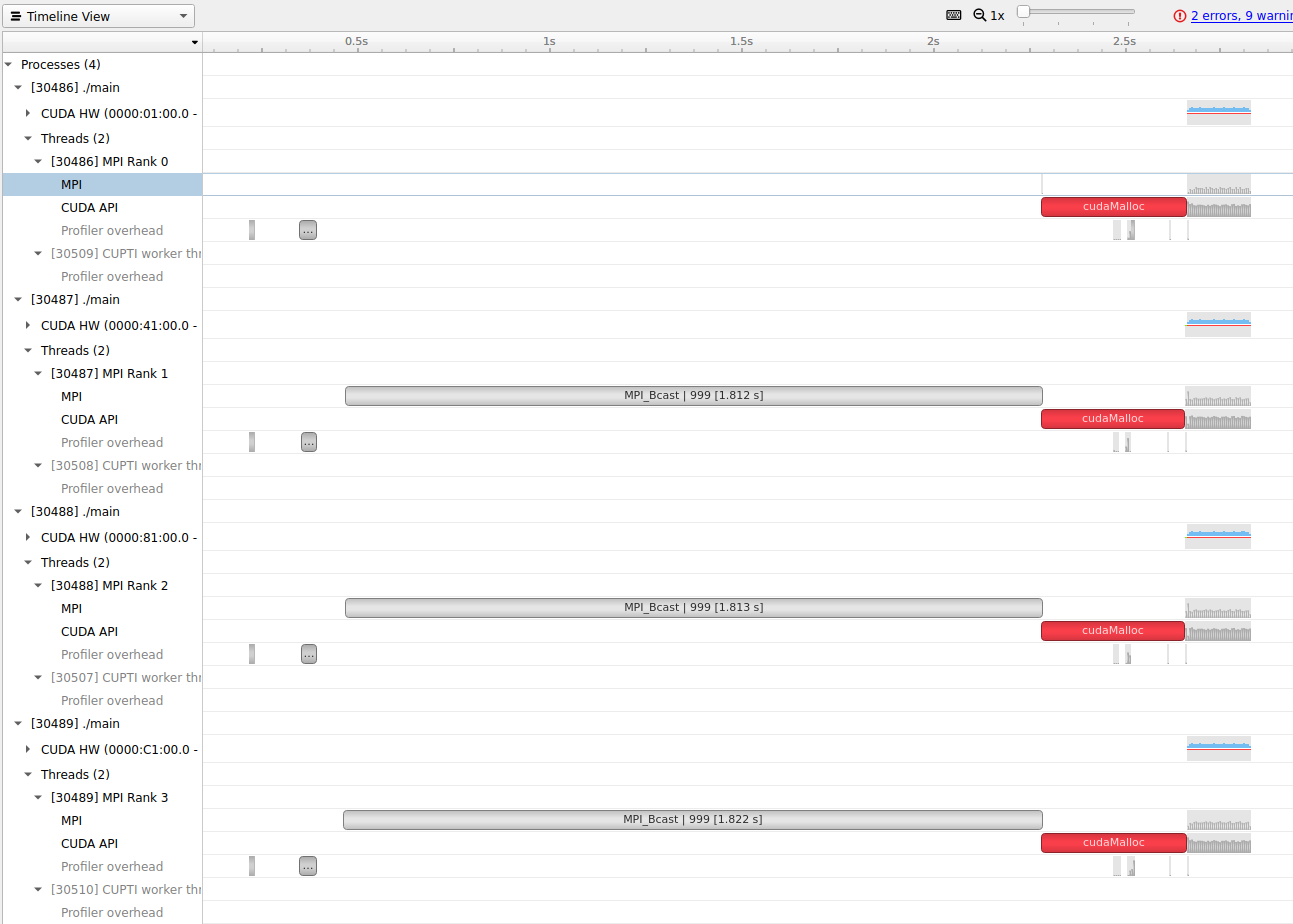 Timeline View
1x
2 errors, 9 warnin
0.5s 1s 1.5s 2s 2.5s
Processes (4)
[30486] ./main
CUDA HW (0000:01:00.0 -
Threads (2)
[30486] MPI Rank 0
MPI
CUDA API cudaMalloc
Profiler overhead ...
[30509] CUPTI worker thr
Profiler overhead
[30487] ./main
CUDA HW (0000:41:00.0 -
Threads (2)
[30487] MPI Rank 1
MPI MPI_Bcast | 999 [1.812 s]
CUDA API cudaMalloc
Profiler overhead ...
[30508] CUPTI worker thr
Profiler overhead
[30488] ./main
CUDA HW (0000:81:00.0 -
Threads (2)
[30488] MPI Rank 2
MPI MPI_Bcast | 999 [1.813 s]
CUDA API cudaMalloc
Profiler overhead ...
[30507] CUPTI worker thr
Profiler overhead
[30489] ./main
CUDA HW (0000:C1:00.0 -
Threads (2)
[30489] MPI Rank 3
MPI MPI_Bcast | 999 [1.822 s]
CUDA API cudaMalloc
Profiler overhead ...
[30510] CUPTI worker thr
Profiler overhead